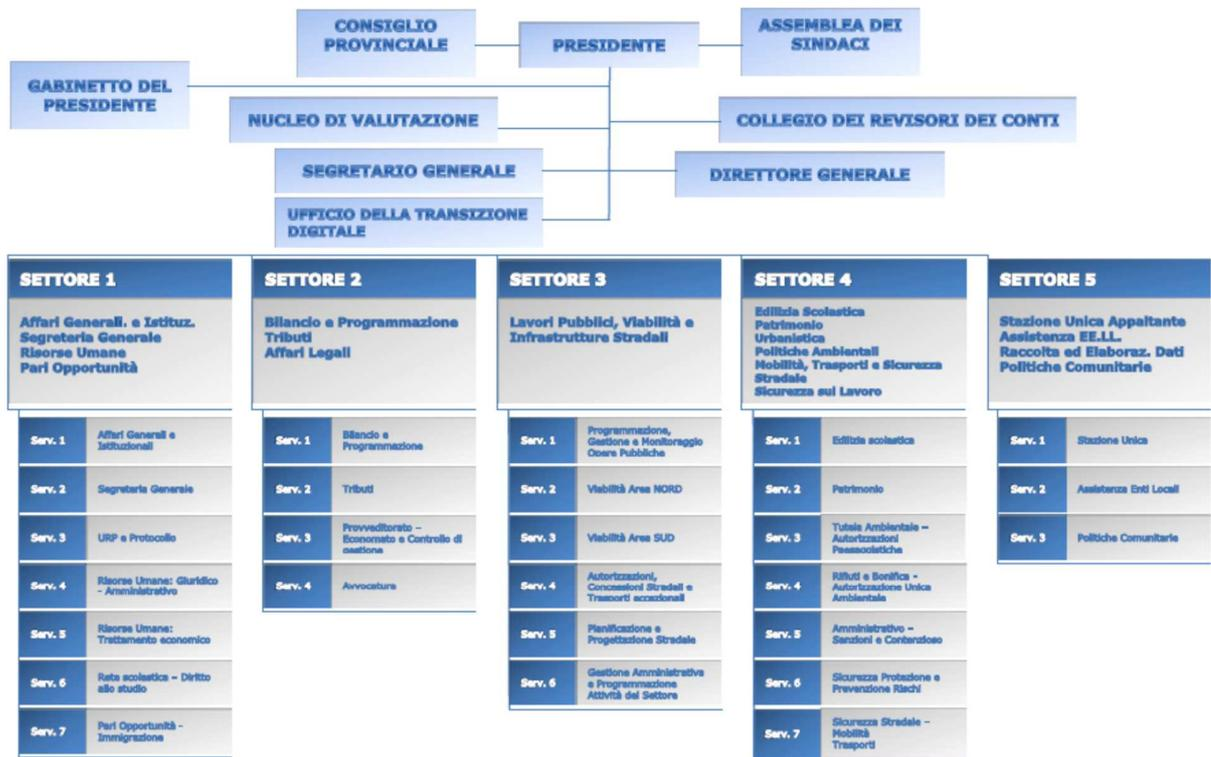 CONSIGLIO
PROVINCIALE
PRESIDENTE
ASSEMBLEA DEI
SINDACI
GABINETTO DEL
PRESIDENTE
NUCLEO DI VALUTAZIONE
COLLEGIO DEI REVISORI DEI CONTI
SEGRETARIO GENERALE
DIRETTORE GENERALE
UFFICIO DELLA TRANSIZIONE
DIGITALE
SETTORE 1
Affari Generali. e Istituz.
Segreteria Generale
Risorse Umane
Pari Opportunità
Serv. 1
Affari Generali e
Istituzionali
Serv. 2
Segreteria Generale
Serv. 3
URP e Protocollo
Serv. 4
Risorse Umane: Giuridico
- Amministrativo
Serv. 5
Risorse Umane:
Trattamento economico
Serv. 6
Rete scolastica – Diritto
allo studio
Serv. 7
Pari Opportunità -
Immigrazione
SETTORE 2
Bilancio e Programmazione
Tributi
Affari Legali
Serv. 1
Bilancio e
Programmazione
Serv. 2
Tributi
Serv. 3
Provveditorato –
Economato e Controllo di
gestione
Serv. 4
Avvocatura
SETTORE 3
Lavori Pubblici, Viabilità e
Infrastrutture Stradali
Serv. 1
Programmazione,
Gestione e Monitoraggio
Opere Pubbliche
Serv. 2
Viabilità Area NORD
Serv. 3
Viabilità Area SUD
Serv. 4
Autorizzazioni,
Concessioni Stradali e
Trasporti eccezionali
Serv. 5
Pianificazione e
Progettazione Stradale
Serv. 6
Gestione Amministrativa
e Programmazione
Attività del Settore
SETTORE 4
Edilizia Scolastica
Patrimonio
Urbanistica
Politiche Ambientali
Mobilità, Trasporti e Sicurezza
Stradale
Sicurezza sul Lavoro
Serv. 1
Edilizia scolastica
Serv. 2
Patrimonio
Serv. 3
Tutela Ambientale –
Autorizzazioni
Paesaggistiche
Serv. 4
Rifiuti e Bonifica -
Autorizzazione Unica
Ambientale
Serv. 5
Amministrativo –
Sanzioni e Contenzioso
Serv. 6
Sicurezza Protezione e
Prevenzione Rischi
Serv. 7
Sicurezza Stradale –
Mobilità
Trasporti
SETTORE 5
Stazione Unica Appaltante
Assistenza EE.LL.
Raccolta ed Elaboraz. Dati
Politiche Comunitarie
Serv. 1
Stazione Unica
Serv. 2
Assistenza Enti Locali
Serv. 3
Politiche Comunitarie